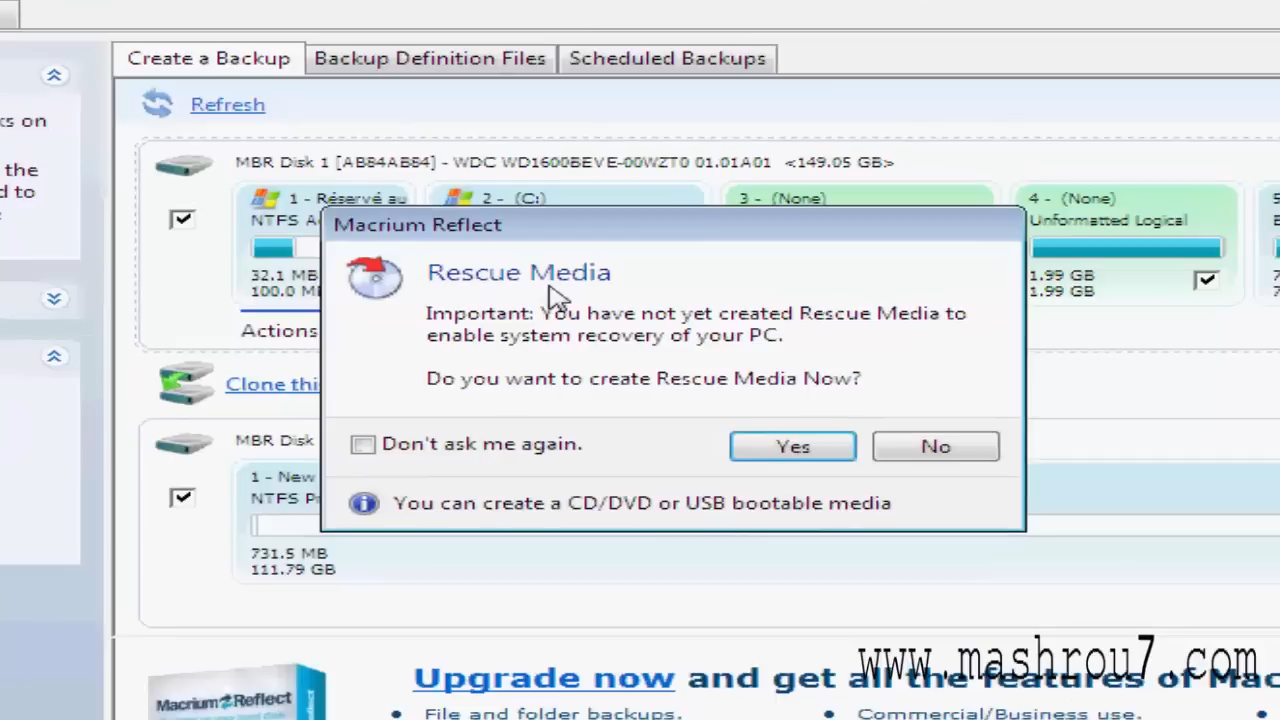 Create a Backup Backup Definition Files Scheduled Backups
Refresh
ks on
the
d to
MBR Disk 1 [AB84AB84] - WDC WD1600BEVE-00WZT0 01.01A01 <149.05 GB>
1 - Réservé au 2 - (C:) 3 - (None) 4 - (None) 5
NTFS A Unformatted Logical
32.1 MB 1.99 GB
100.0 M 1.99 GB
Actions
Clone thi
Macrium Reflect
Rescue Media
Important: You have not yet created Rescue Media to
enable system recovery of your PC.
Do you want to create Rescue Media Now?
Don't ask me again. Yes No
You can create a CD/DVD or USB bootable media
MBR Disk
1 - New
NTFS P
731.5 MB
111.79 GB
www.mashrou7.com
Upgrade now and get all the features of Mac
Macrium Reflect
• File and folder backups. • Commercial/Business use. •